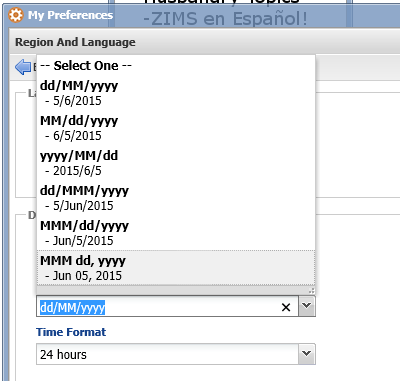 Husbandry Topics
-ZIMS en Español!
My Preferences
Region And Language
-- Select One --
dd/MM/yyyy
- 5/6/2015
MM/dd/yyyy
- 6/5/2015
yyyy/MM/dd
- 2015/6/5
dd/MMM/yyyy
- 5/Jun/2015
MMM/dd/yyyy
- Jun/5/2015
MMM dd, yyyy
- Jun 05, 2015
dd/MM/yyyy
Time Format
24 hours